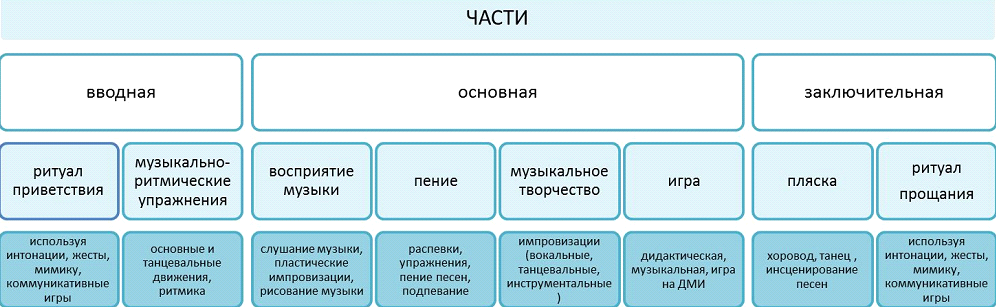 ЧАСТИ
вводная
основная
заключительная
ритуал
приветствия
музыкально-
ритмические
упражнения
восприятие
музыки
пение
музыкальное
творчество
игра
пляска
ритуал
прощания
используя
интонации, жесты,
мимику,
коммуникативные
игры
основные и
танцевальные
движения,
ритмика
слушание музыки,
пластические
импровизации,
рисование музыки
распевки,
упражнения,
пение песен,
подпевание
импровизации
(вокальные,
танцевальные,
инструментальные
)
дидактическая,
музыкальная, игра
на ДМИ
хоровод, танец ,
инсценирование
песен
используя
интонации, жесты,
мимику,
коммуникативные
игры